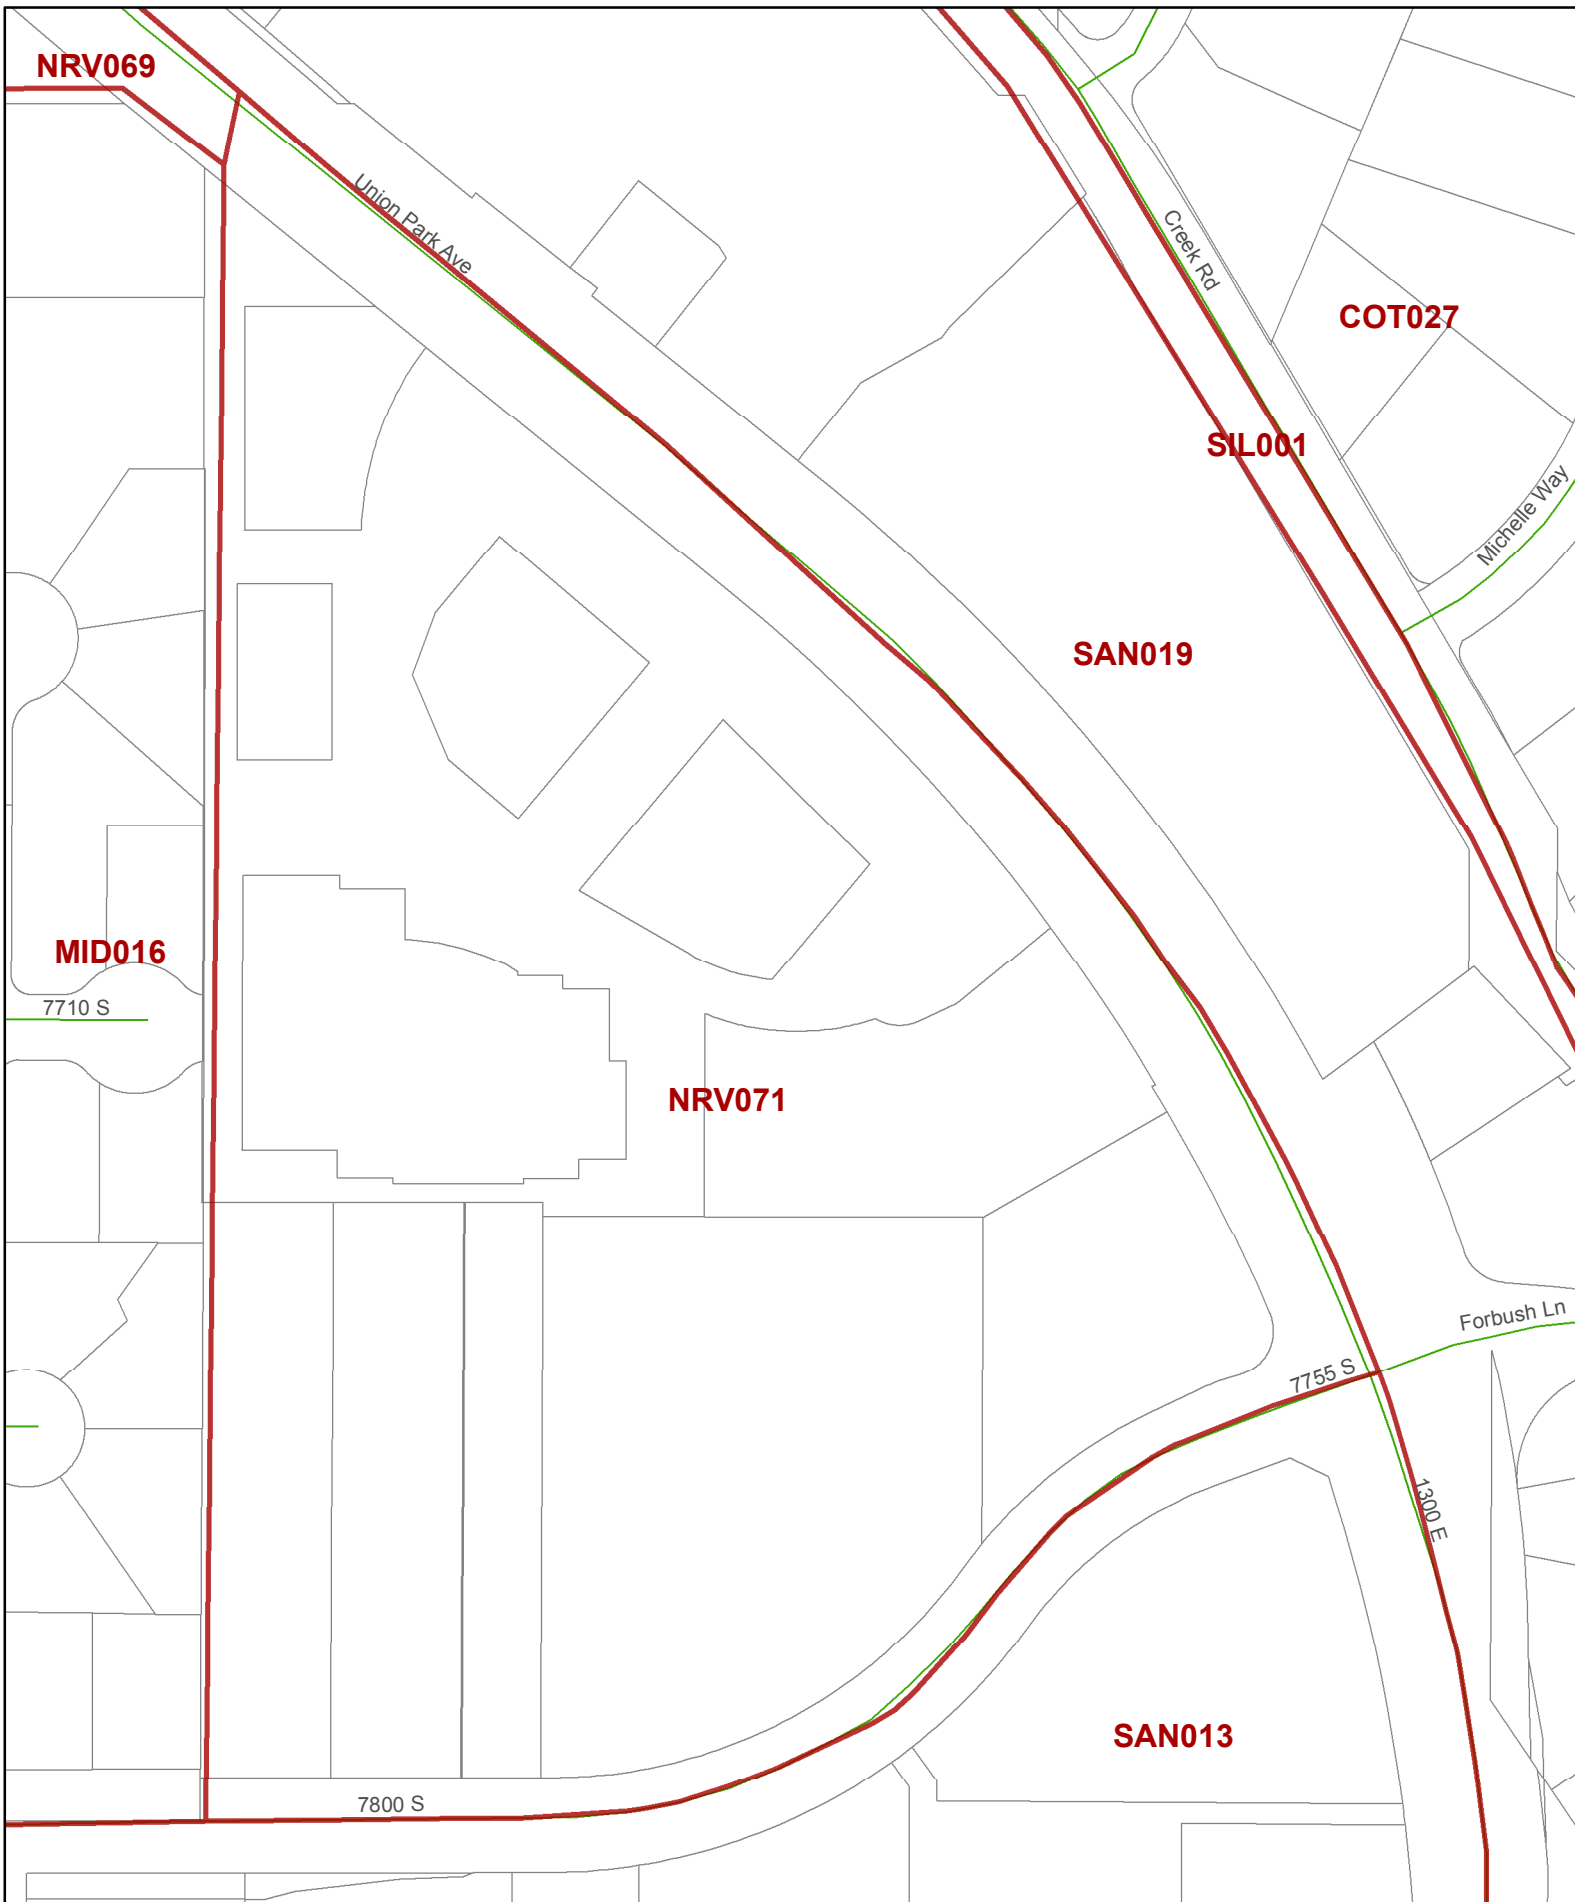 NRV069
Union Park Ave
Creek Rd
COT027
SIL001
Michelle Way
SAN019
MID016
7710 S
NRV071
Forbush Ln
7755 S
1300 E
SAN013
7800 S